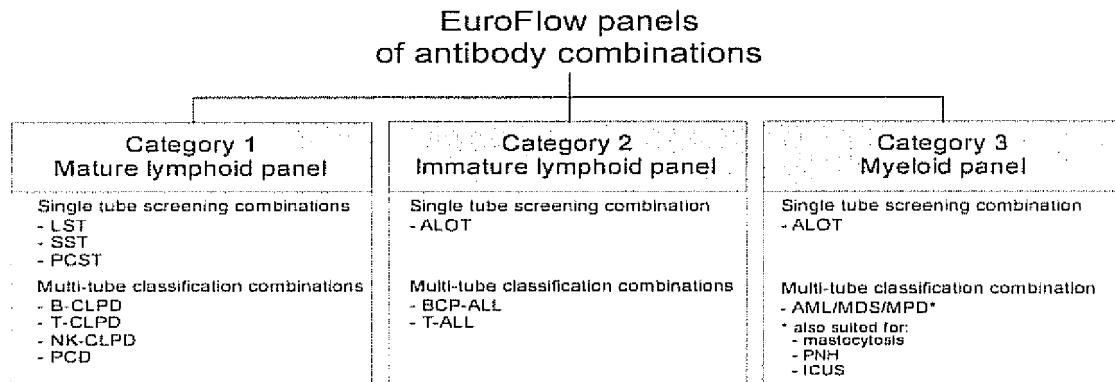 EuroFlow panels
of antibody combinations
Category 1
Mature lymphoid panel
Single tube screening combinations
- LST
- SST
- PCST
Multi-tube classification combinations
- B-CLPD
- T-CLPD
- NK-CLPD
- PCD
Category 2
Immature lymphoid panel
Single tube screening combination
- ALOT
Multi-tube classification combinations
- BCP-ALL
- T-ALL
Category 3
Myeloid panel
Single tube screening combination
- ALOT
Multi-tube classification combination
- AML/MDS/MPD*
* also suited for:
- mastocytosis
- PNH
- ICUS